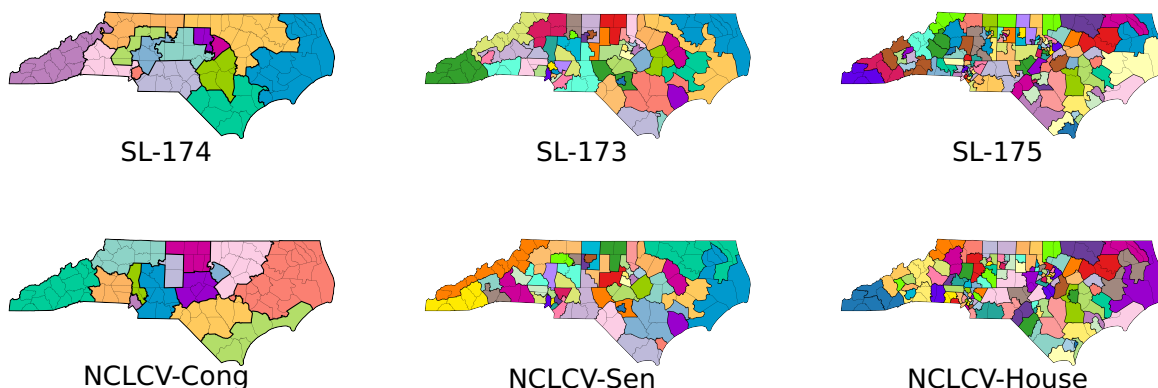 SL-174
SL-173
SL-175
NCLCV-Cong
NCLCV-Sen
NCLCV-House